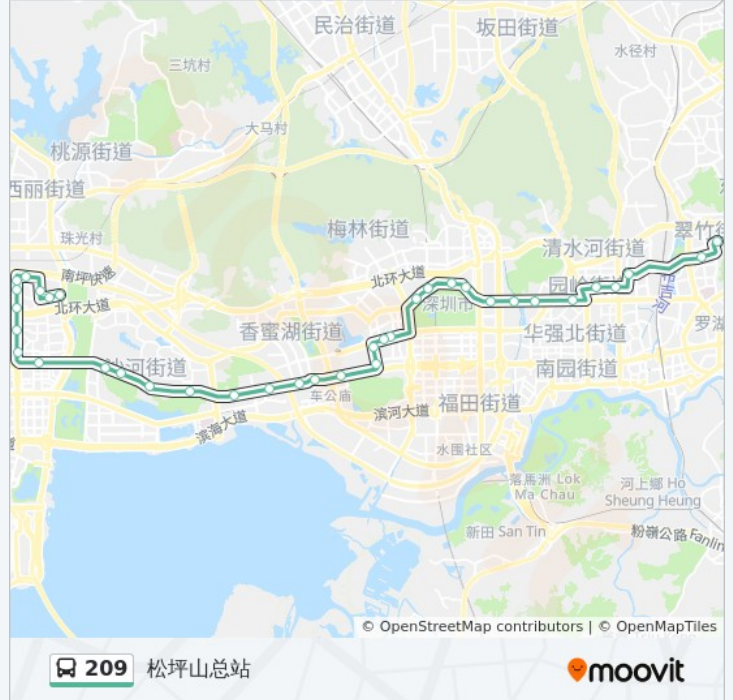 民治街道
坂田街道
三坑村
水径村
大马村
桃源街道
西丽街道
梅林街道
翠竹街
珠光村
清水河街道
南坪快速
北环大道
北环大道
深圳市
香蜜湖街道
华强北街道
罗湖
沙河街道
南园街道
车公庙
福田街道
滨河大道
滨海大道
水围社区
落馬洲 Lok
Ma Chau
河上鄉 Ho
Sheung Heung
新田 San Tin
粉嶺公路 Fanlin
© OpenStreetMap contributors | © OpenMapTiles
209 松坪山总站
moovit